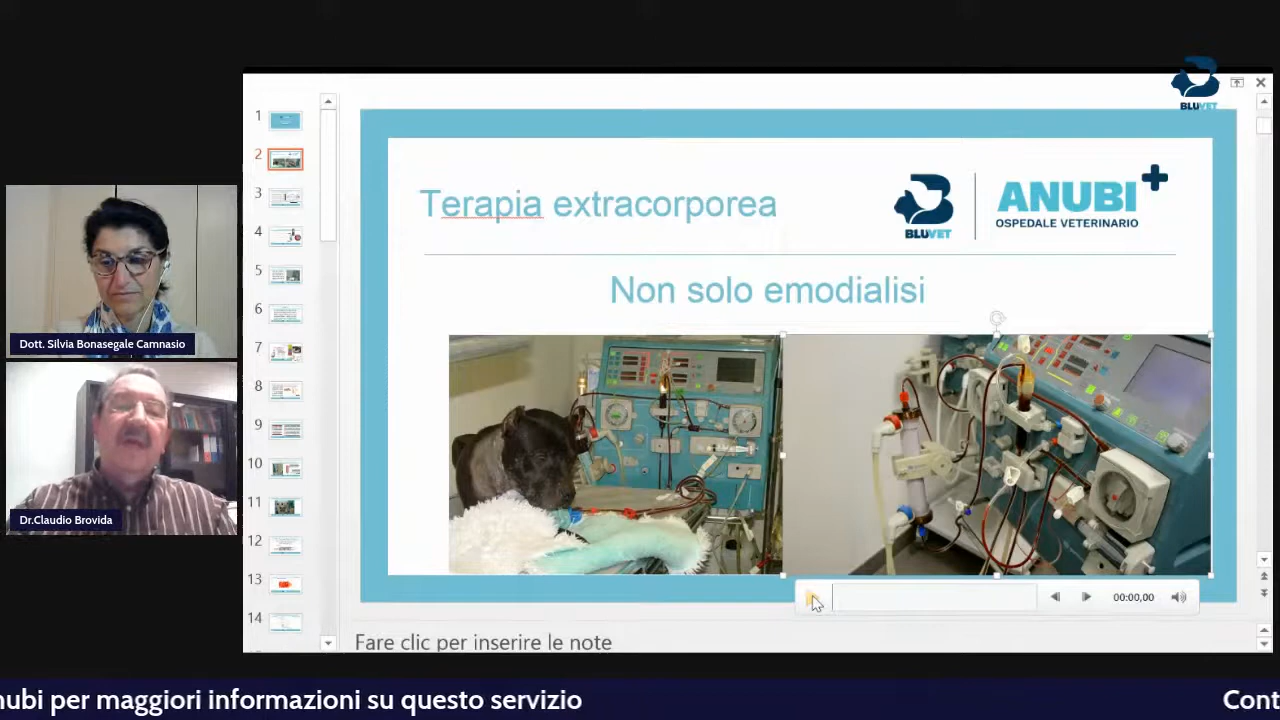 BLUVET
1
2
3
4
5
6
7
8
9
10
11
12
13
14
Terapia extracorporea
BLUVET
ANUBI+
OSPEDALE VETERINARIO
Non solo emodialisi
Dott. Silvia Bonasegale Camnasio
Dr.Claudio Brovida
00:00,00
Fare clic per inserire le note
nubi per maggiori informazioni su questo servizio
Cont